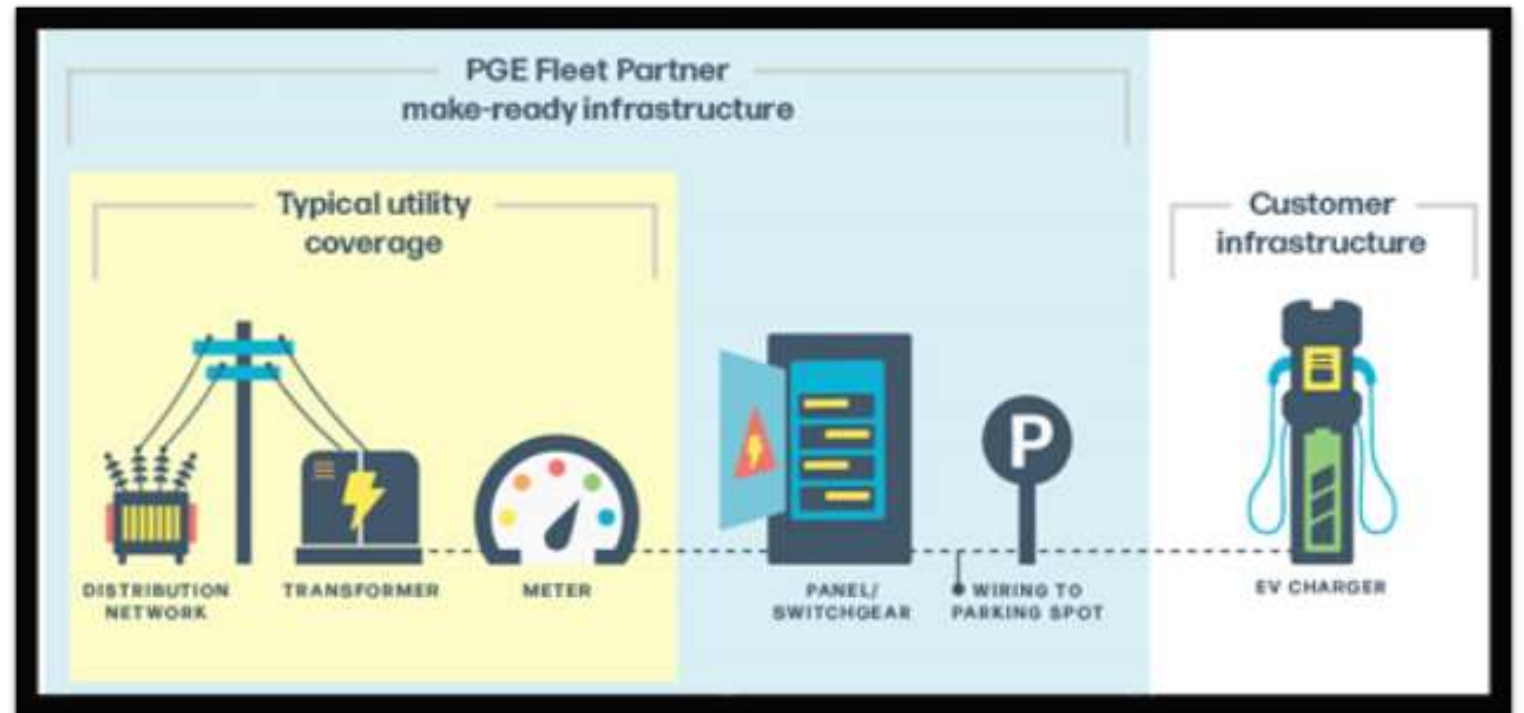 PGE Fleet Partner
make-ready infrastructure
Typical utility
coverage
Customer
infrastructure
P
DISTRIBUTION
NETWORK
TRANSFORMER
METER
PANEL/
SWITCHGEAR
WIRING TO
PARKING SPOT
EV CHARGER